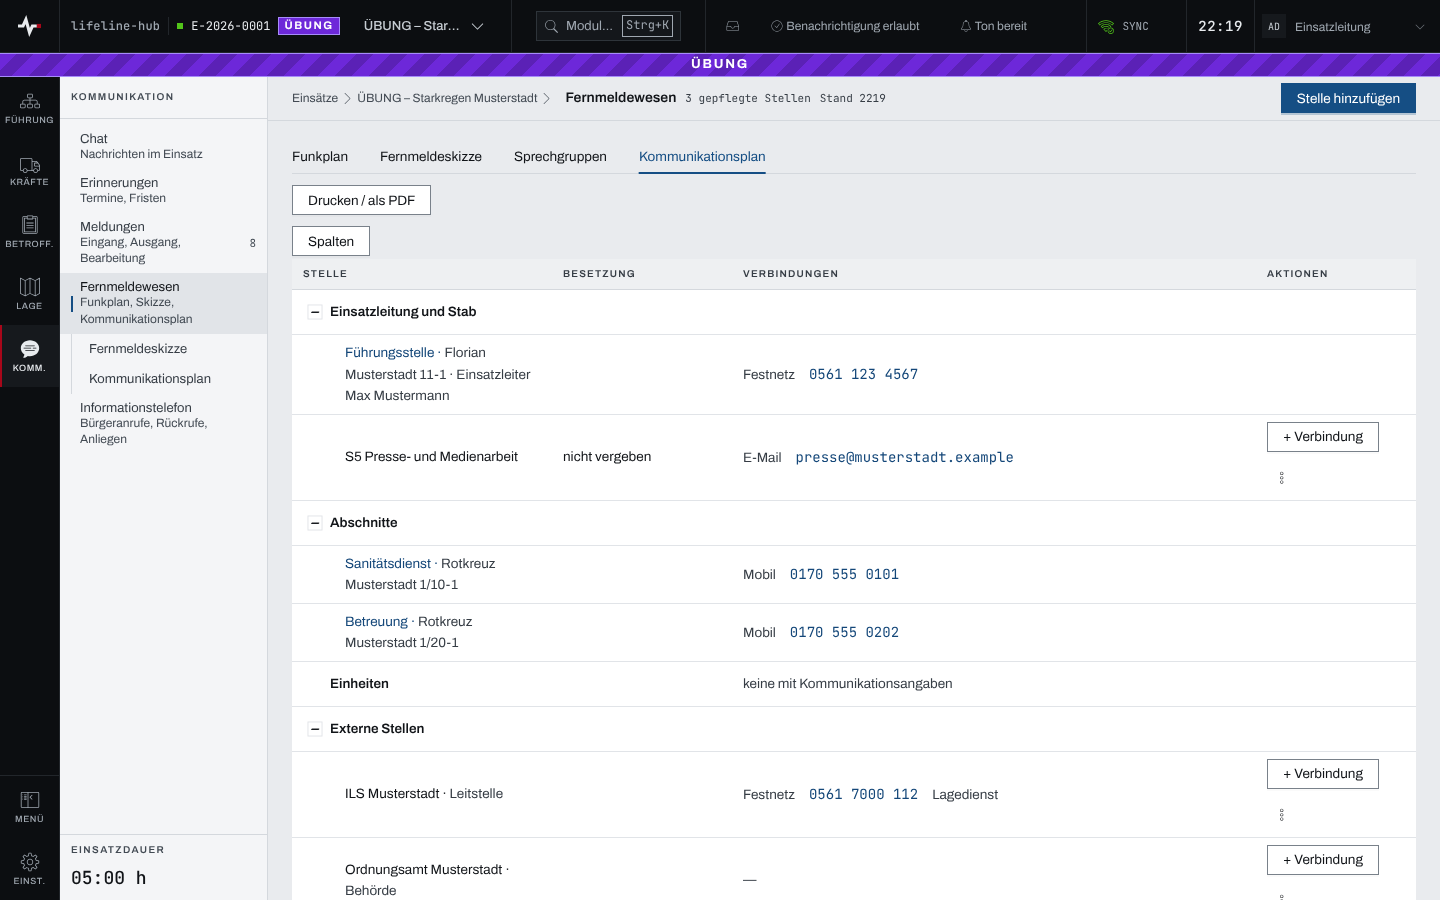 lifeline-hub
E-2026-0001 ÜBUNG
ÜBUNG – Star…
Modul… Strg+K
Benachrichtigung erlaubt
Ton bereit
SYNC
22:19
AD Einsatzleitung
ÜBUNG
FÜHRUNG
KRÄFTE
BETROFF.
LAGE
KOMM.
MENÜ
EINST.
KOMMUNIKATION
Chat
Nachrichten im Einsatz
Erinnerungen
Termine, Fristen
Meldungen
Eingang, Ausgang,
Bearbeitung
8
Fernmeldewesen
Funkplan, Skizze,
Kommunikationsplan
Fernmeldeskizze
Kommunikationsplan
Informationstelefon
Bürgeranrufe, Rückrufe,
Anliegen
EINSATZDAUER
05:00 h
Einsätze ÜBUNG – Starkregen Musterstadt Fernmeldewesen 3 gepflegte Stellen Stand 2219
Stelle hinzufügen
Funkplan Fernmeldeskizze Sprechgruppen Kommunikationsplan
Drucken / als PDF
Spalten
STELLE BESETZUNG VERBINDUNGEN AKTIONEN
Einsatzleitung und Stab
Führungsstelle · Florian
Musterstadt 11-1 · Einsatzleiter
Max Mustermann
Festnetz 0561 123 4567
S5 Presse- und Medienarbeit nicht vergeben E-Mail presse@musterstadt.example
+ Verbindung
Abschnitte
Sanitätsdienst · Rotkreuz
Musterstadt 1/10-1
Mobil 0170 555 0101
Betreuung · Rotkreuz
Musterstadt 1/20-1
Mobil 0170 555 0202
Einheiten keine mit Kommunikationsangaben
Externe Stellen
ILS Musterstadt · Leitstelle Festnetz 0561 7000 112 Lagedienst
+ Verbindung
Ordnungsamt Musterstadt ·
Behörde
—
+ Verbindung